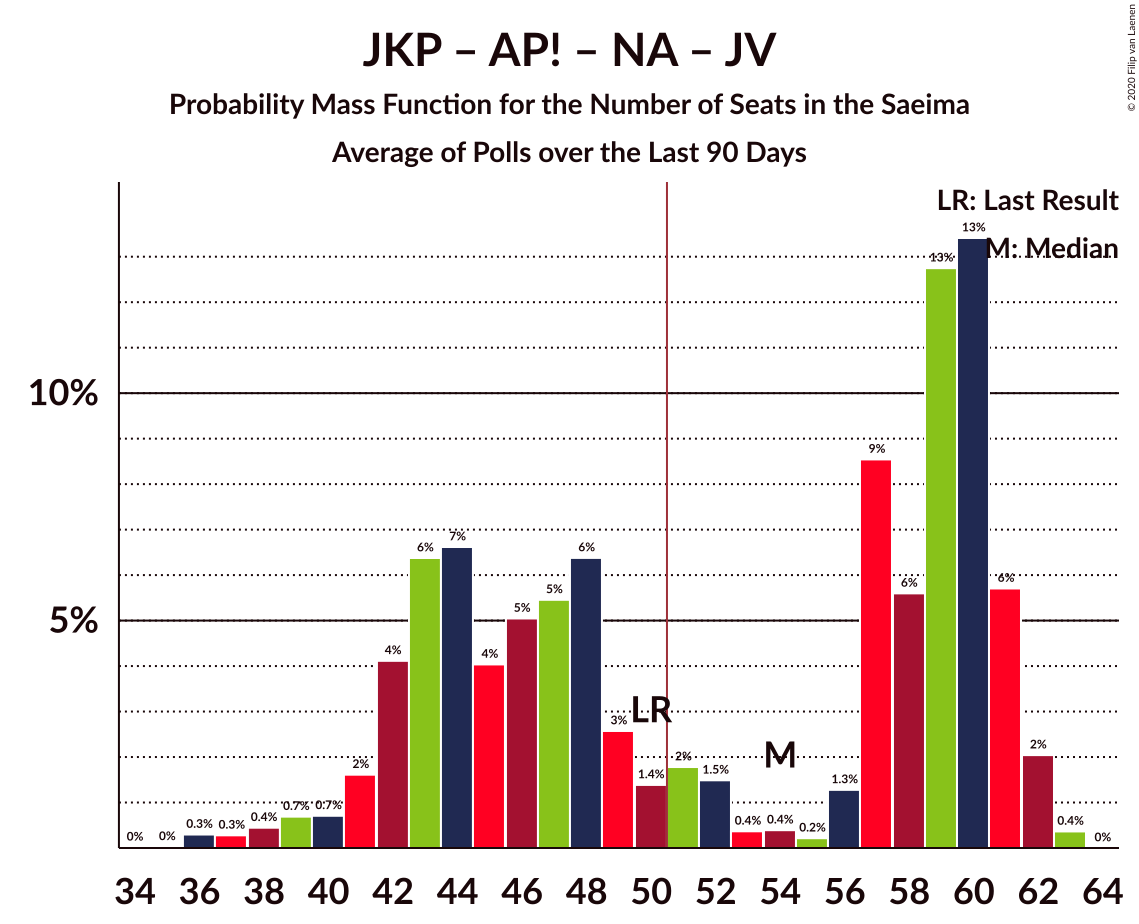 JKP – AP! – NA – JV
Probability Mass Function for the Number of Seats in the Saeima
Average of Polls over the Last 90 Days
© 2020 Filip van Laenen
LR: Last Result
M: Median
10%
5%
0% 0% 0.3% 0.3% 0.4% 0.7% 0.7% 2% 4% 6% 7% 4% 5% 5% 6% 3% 1.4% 2% 1.5% 0.4% 0.4% 0.2% 1.3% 9% 6% 13% 13% 6% 2% 0.4% 0%
LR
M
34 36 38 40 42 44 46 48 50 52 54 56 58 60 62 64